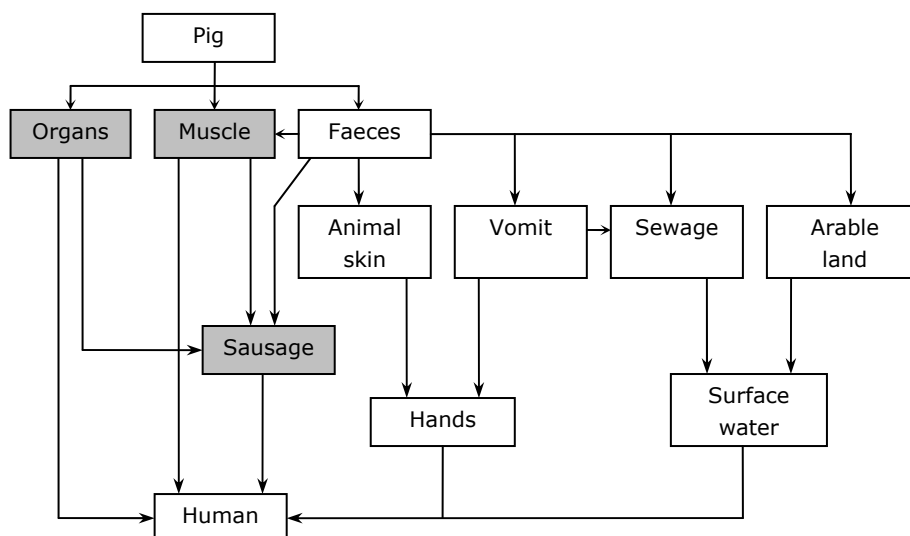 Pig
Organs
Muscle
Faeces
Animal
skin
Vomit
Sewage
Arable
land
Sausage
Hands
Surface
water
Human